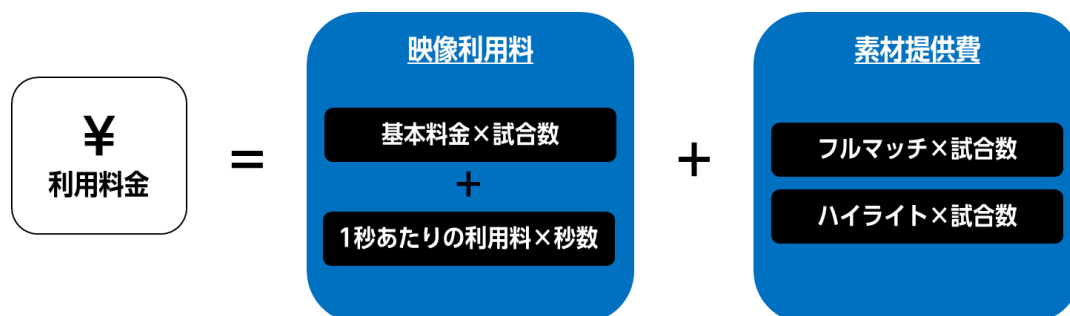 ¥
利用料金
=
映像利用料
基本料金×試合数
+
1秒あたりの利用料×秒数
+
素材提供費
フルマッチ×試合数
ハイライト×試合数